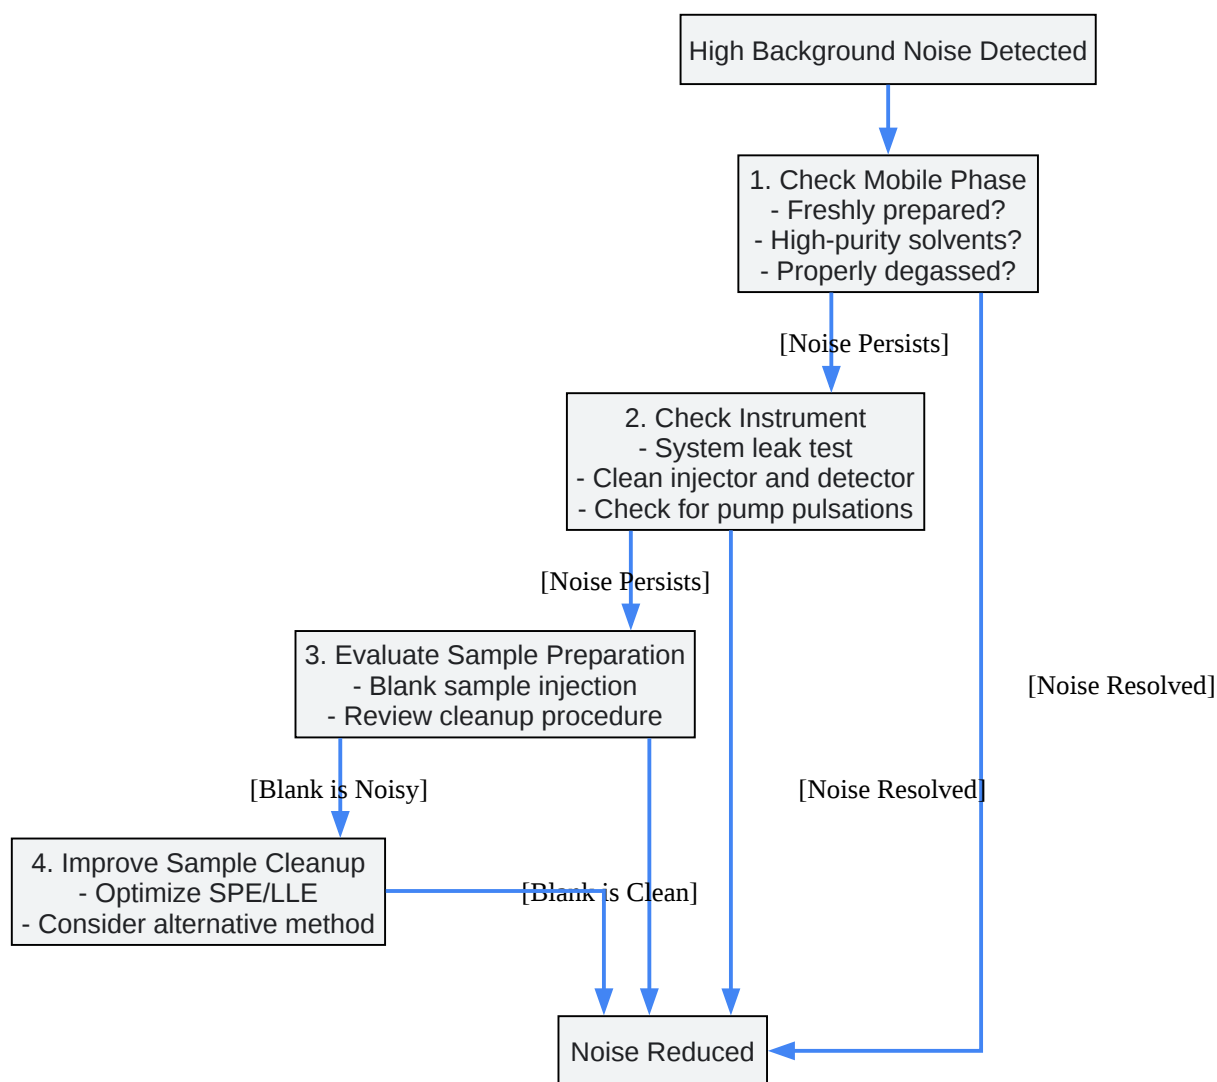 High Background Noise Detected
1. Check Mobile Phase
- Freshly prepared?
- High-purity solvents?
- Properly degassed?
[Noise Persists]
2. Check Instrument
- System leak test
- Clean injector and detector
- Check for pump pulsations
[Noise Persists]
3. Evaluate Sample Preparation
- Blank sample injection
- Review cleanup procedure
[Noise Resolved]
[Blank is Noisy]
[Noise Resolved]
4. Improve Sample Cleanup
- Optimize SPE/LLE
- Consider alternative method
[Blank is Clean]
Noise Reduced